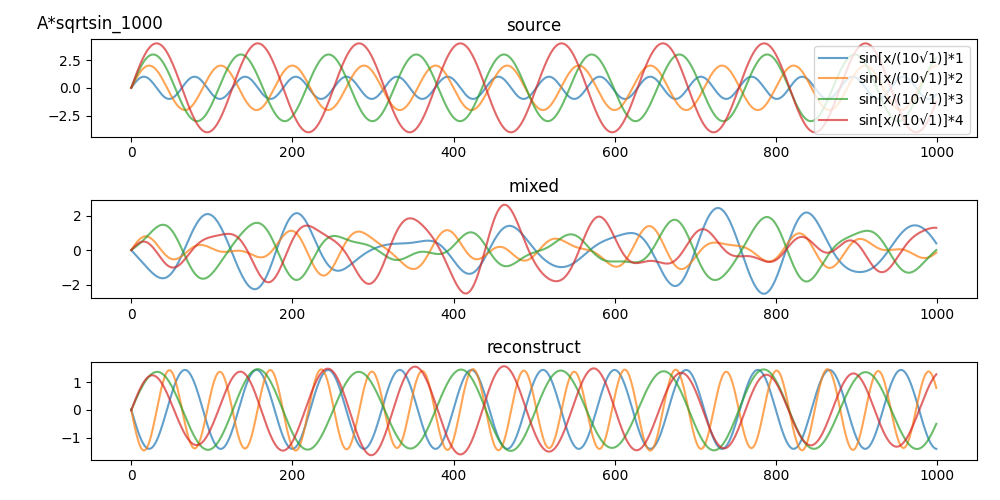 A*sqrtsin_1000
source
2.5
0.0
−2.5
sin[x/(10√1)]*1
sin[x/(10√1)]*2
sin[x/(10√1)]*3
sin[x/(10√1)]*4
0 200 400 600 800 1000
mixed
2
0
−2
0 200 400 600 800 1000
reconstruct
1
0
−1
0 200 400 600 800 1000